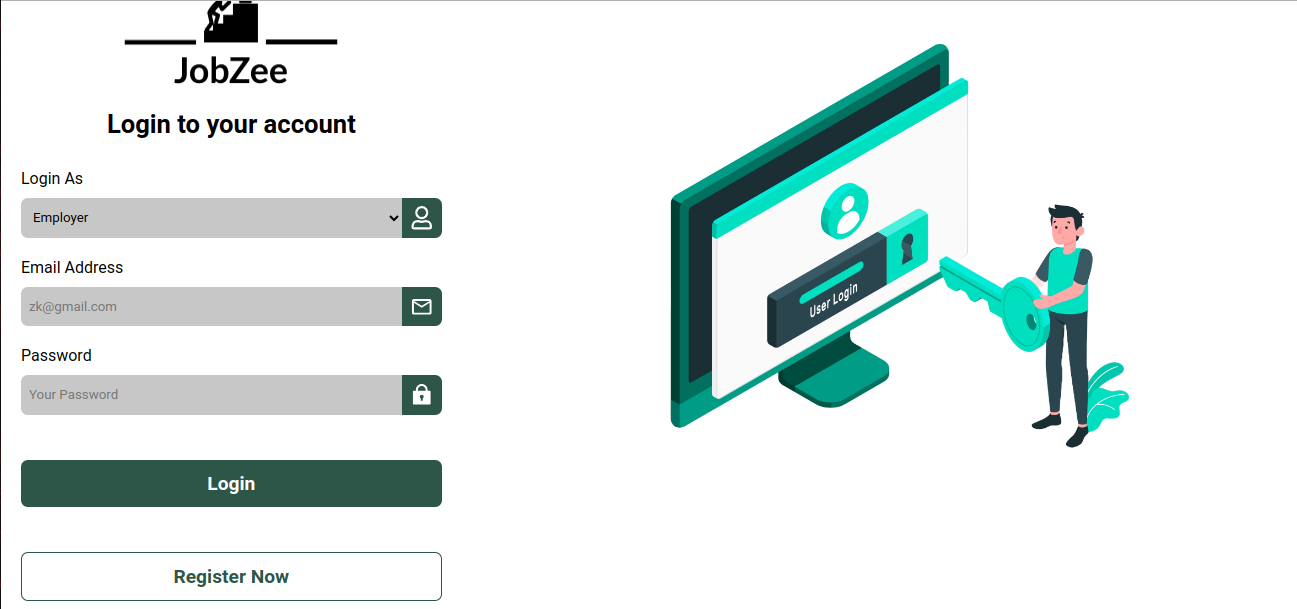 JobZee
Login to your account
Login As
Employer
Email Address
zk@gmail.com
Password
Your Password
Login
Register Now
User Login